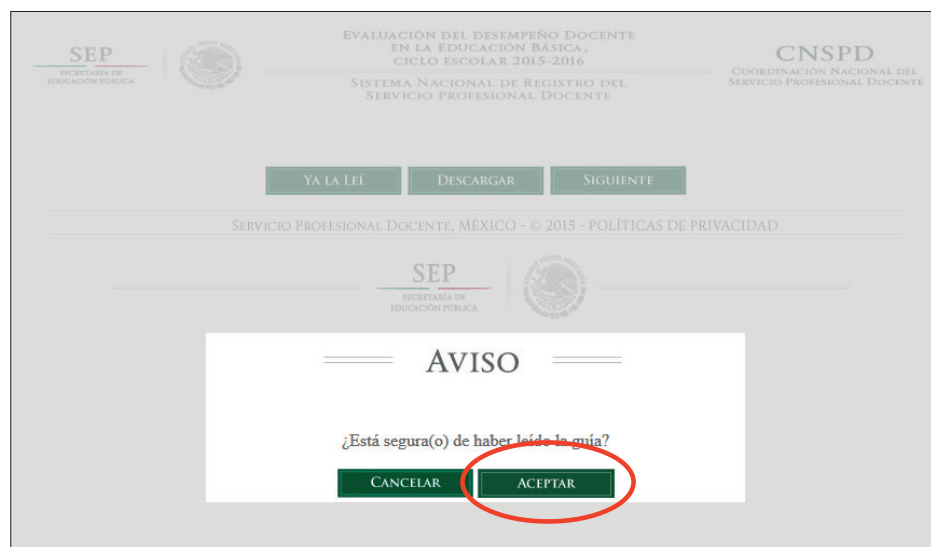 SEP
SECRETARÍA DE
EDUCACIÓN PÚBLICA
EVALUACIÓN DEL DESEMPEÑO DOCENTE
EN LA EDUCACIÓN BÁSICA,
CICLO ESCOLAR 2015-2016
SISTEMA NACIONAL DE REGISTRO DEL
SERVICIO PROFESIONAL DOCENTE
CNSPD
COORDINACIÓN NACIONAL DEL
SERVICIO PROFESIONAL DOCENTE
YA LA LEÍ
DESCARGAR
SIGUIENTE
SERVICIO PROFESIONAL DOCENTE, MÉXICO - © 2015 - POLÍTICAS DE PRIVACIDAD
SEP
SECRETARÍA DE
EDUCACIÓN PÚBLICA
AVISO
¿Está segura(o) de haber leído la guía?
CANCELAR
ACEPTAR